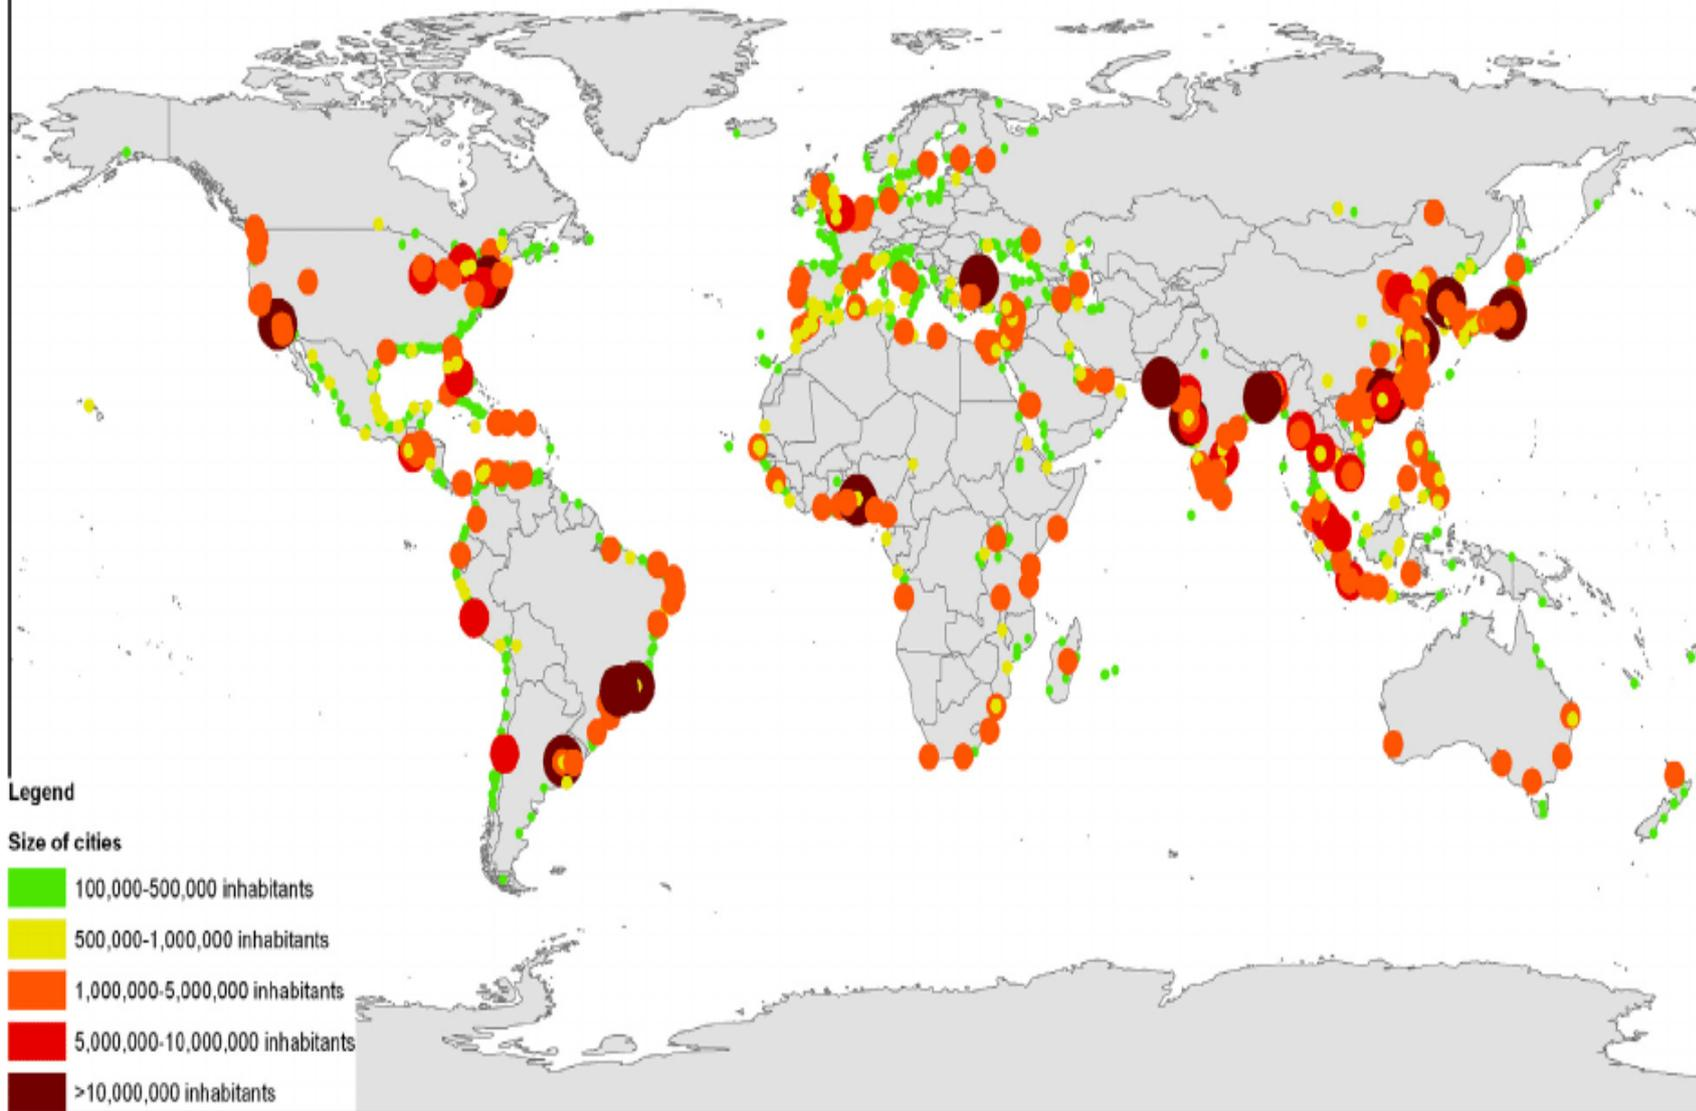 Legend
Size of cities
100,000-500,000 inhabitants
500,000-1,000,000 inhabitants
1,000,000-5,000,000 inhabitants
5,000,000-10,000,000 inhabitants
>10,000,000 inhabitants